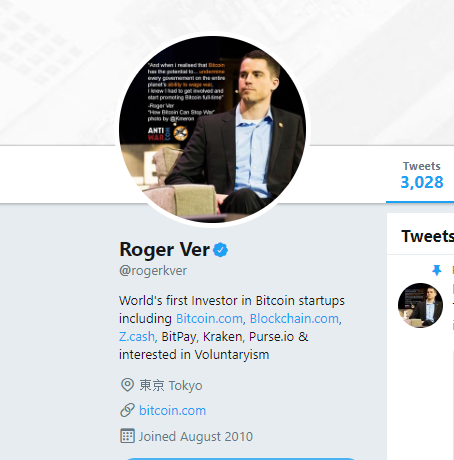 "And when i realised that Bitcoin
has the potential to... undermine
every government on the entire
planet's ability to wage war.
I knew I had to get involved and
start promoting Bitcoin full-time"
-Roger Ver
"How Bitcoin Can Stop War"
photo by @Kmeron
ANTI
WAR.COM
Tweets
3,028
Roger Ver
@rogerkver
World's first Investor in Bitcoin startups
including Bitcoin.com, Blockchain.com,
Z.cash, BitPay, Kraken, Purse.io &
interested in Voluntaryism
東京 Tokyo
bitcoin.com
Joined August 2010
Tweets